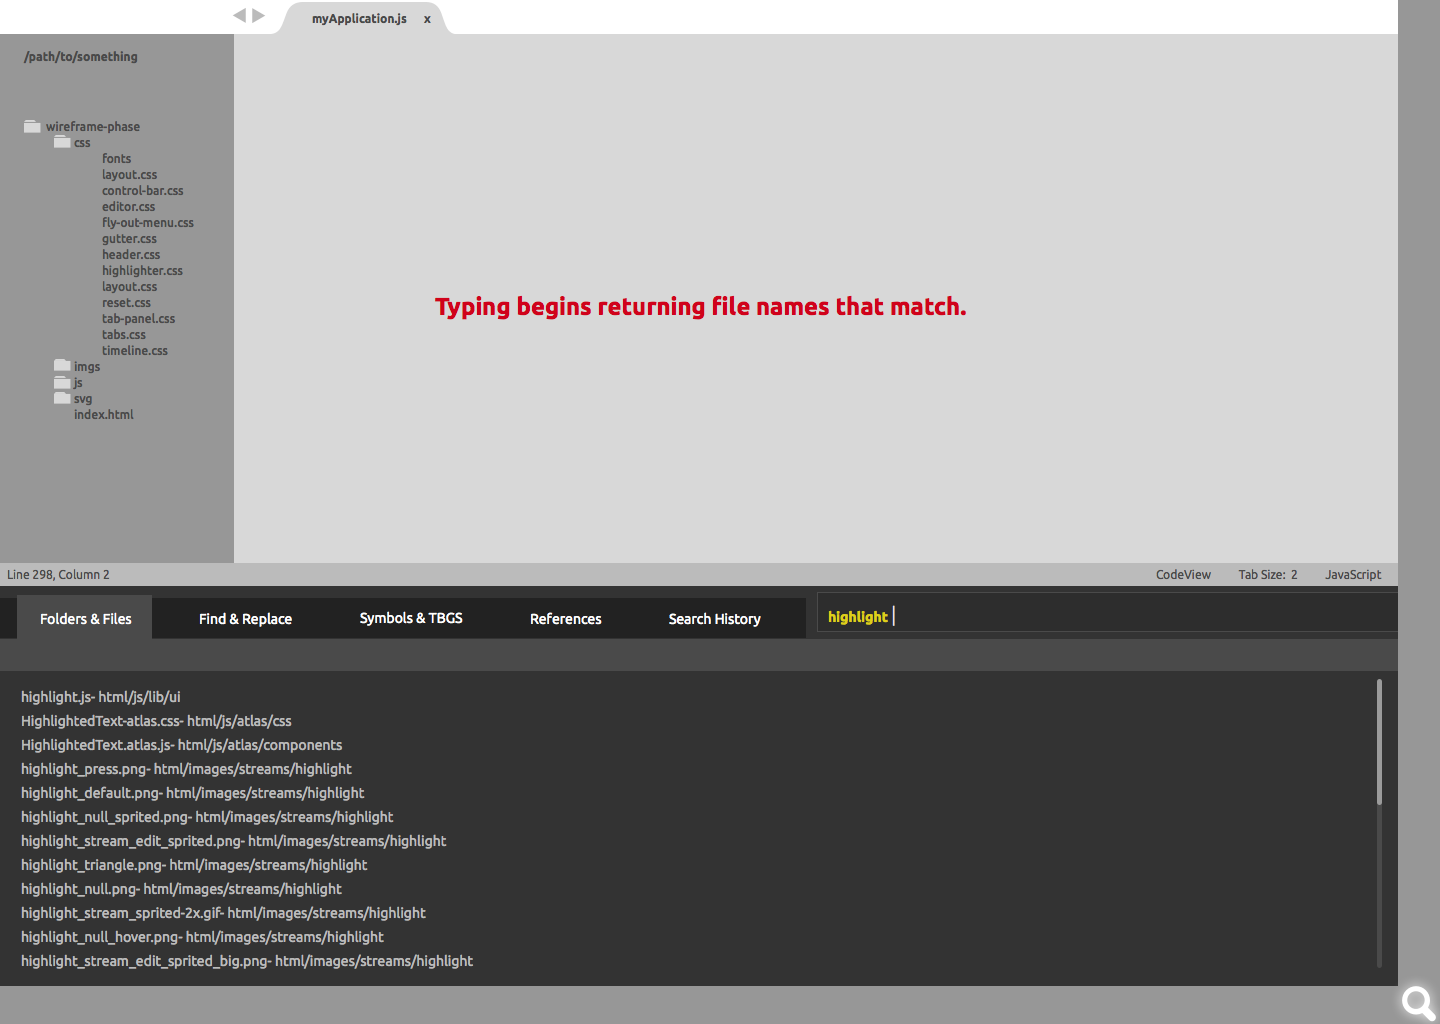 myApplication.js x
/path/to/something
wireframe-phase
css
fonts
layout.css
control-bar.css
editor.css
fly-out-menu.css
gutter.css
header.css
highlighter.css
layout.css
reset.css
tab-panel.css
tabs.css
timeline.css
imgs
js
svg
index.html
Typing begins returning file names that match.
Line 298, Column 2 CodeView Tab Size: 2 JavaScript
Folders & Files Find & Replace Symbols & TBGS References Search History highlight
highlight.js- html/js/lib/ui
HighlightedText-atlas.css- html/js/atlas/css
HighlightedText.atlas.js- html/js/atlas/components
highlight_press.png- html/images/streams/highlight
highlight_default.png- html/images/streams/highlight
highlight_null_sprited.png- html/images/streams/highlight
highlight_stream_edit_sprited.png- html/images/streams/highlight
highlight_triangle.png- html/images/streams/highlight
highlight_null.png- html/images/streams/highlight
highlight_stream_sprited-2x.gif- html/images/streams/highlight
highlight_null_hover.png- html/images/streams/highlight
highlight_stream_edit_sprited_big.png- html/images/streams/highlight